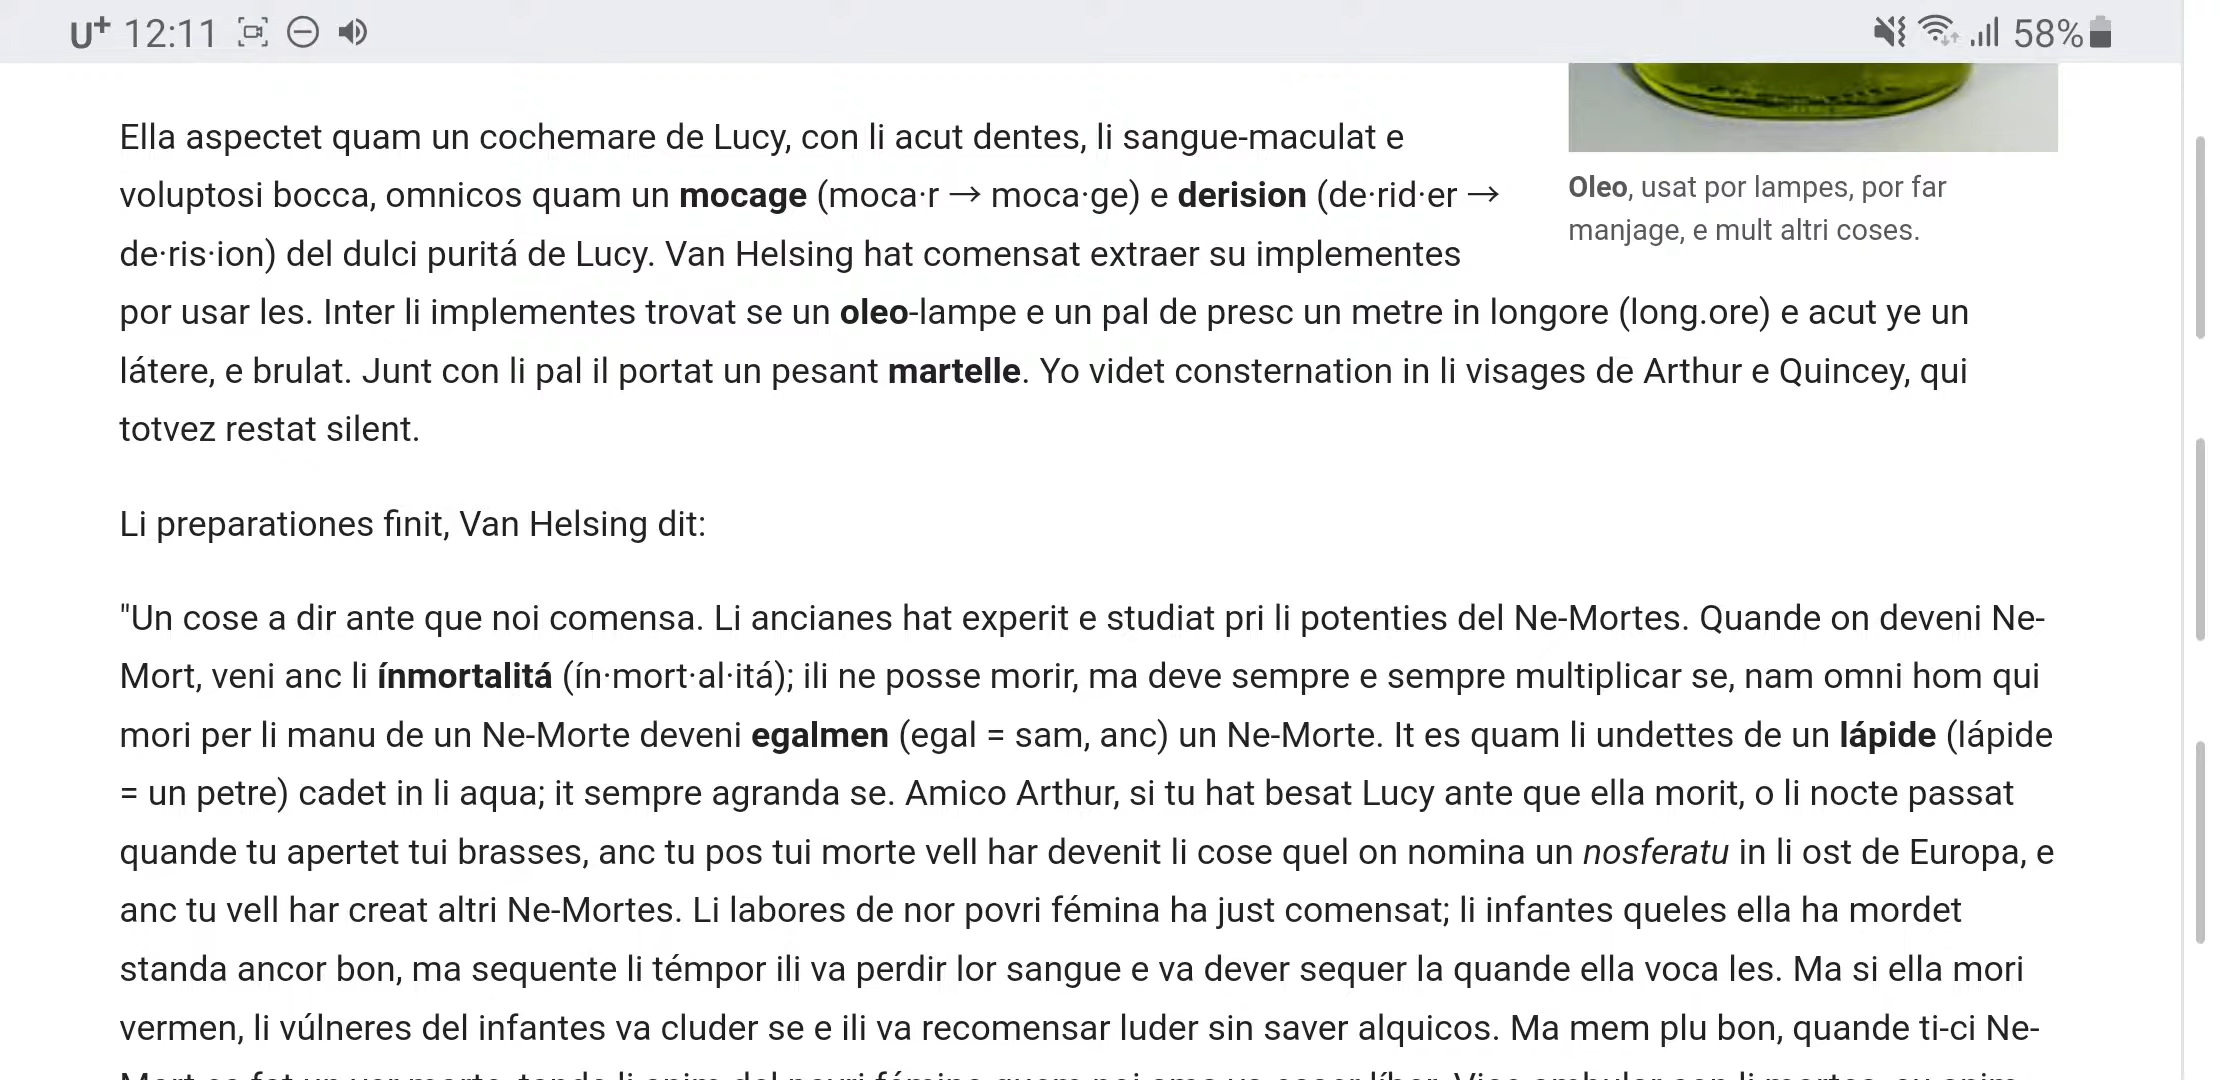 U+ 12:11
58%
Ella aspectet quam un cochemare de Lucy, con li acut dentes, li sangue-maculat e
voluptosi bocca, omnicos quam un mocage (moca·r → moca·ge) e derision (de·rid·er →
de·ris·ion) del dulci puritá de Lucy. Van Helsing hat comensat extraer su implementes
por usar les. Inter li implementes trovat se un oleo-lampe e un pal de presc un metre in longore (long.ore) e acut ye un
látere, e brulat. Junt con li pal il portat un pesant martelle. Yo videt consternation in li visages de Arthur e Quincey, qui
totvez restat silent.
Oleo, usat por lampes, por far
manjage, e mult altri coses.
Li preparationes finit, Van Helsing dit:
"Un cose a dir ante que noi comensa. Li ancianes hat experit e studiat pri li potenties del Ne-Mortes. Quande on deveni Ne-
Mort, veni anc li ínmortalitá (ín·mort·al·itá); ili ne posse morir, ma deve sempre e sempre multiplicar se, nam omni hom qui
mori per li manu de un Ne-Morte deveni egalmen (egal = sam, anc) un Ne-Morte. It es quam li undettes de un lápide (lápide
= un petre) cadet in li aqua; it sempre agranda se. Amico Arthur, si tu hat besat Lucy ante que ella morit, o li nocte passat
quande tu apertet tui brasses, anc tu pos tui morte vell har devenit li cose quel on nomina un nosferatu in li ost de Europa, e
anc tu vell har creat altri Ne-Mortes. Li labores de nor povri fémina ha just comensat; li infantes queles ella ha mordet
standa ancor bon, ma sequente li témpor ili va perdir lor sangue e va dever sequer la quande ella voca les. Ma si ella mori
vermen, li vúlneres del infantes va cluder se e ili va recomensar luder sin saver alquicos. Ma mem plu bon, quande ti-ci Ne-